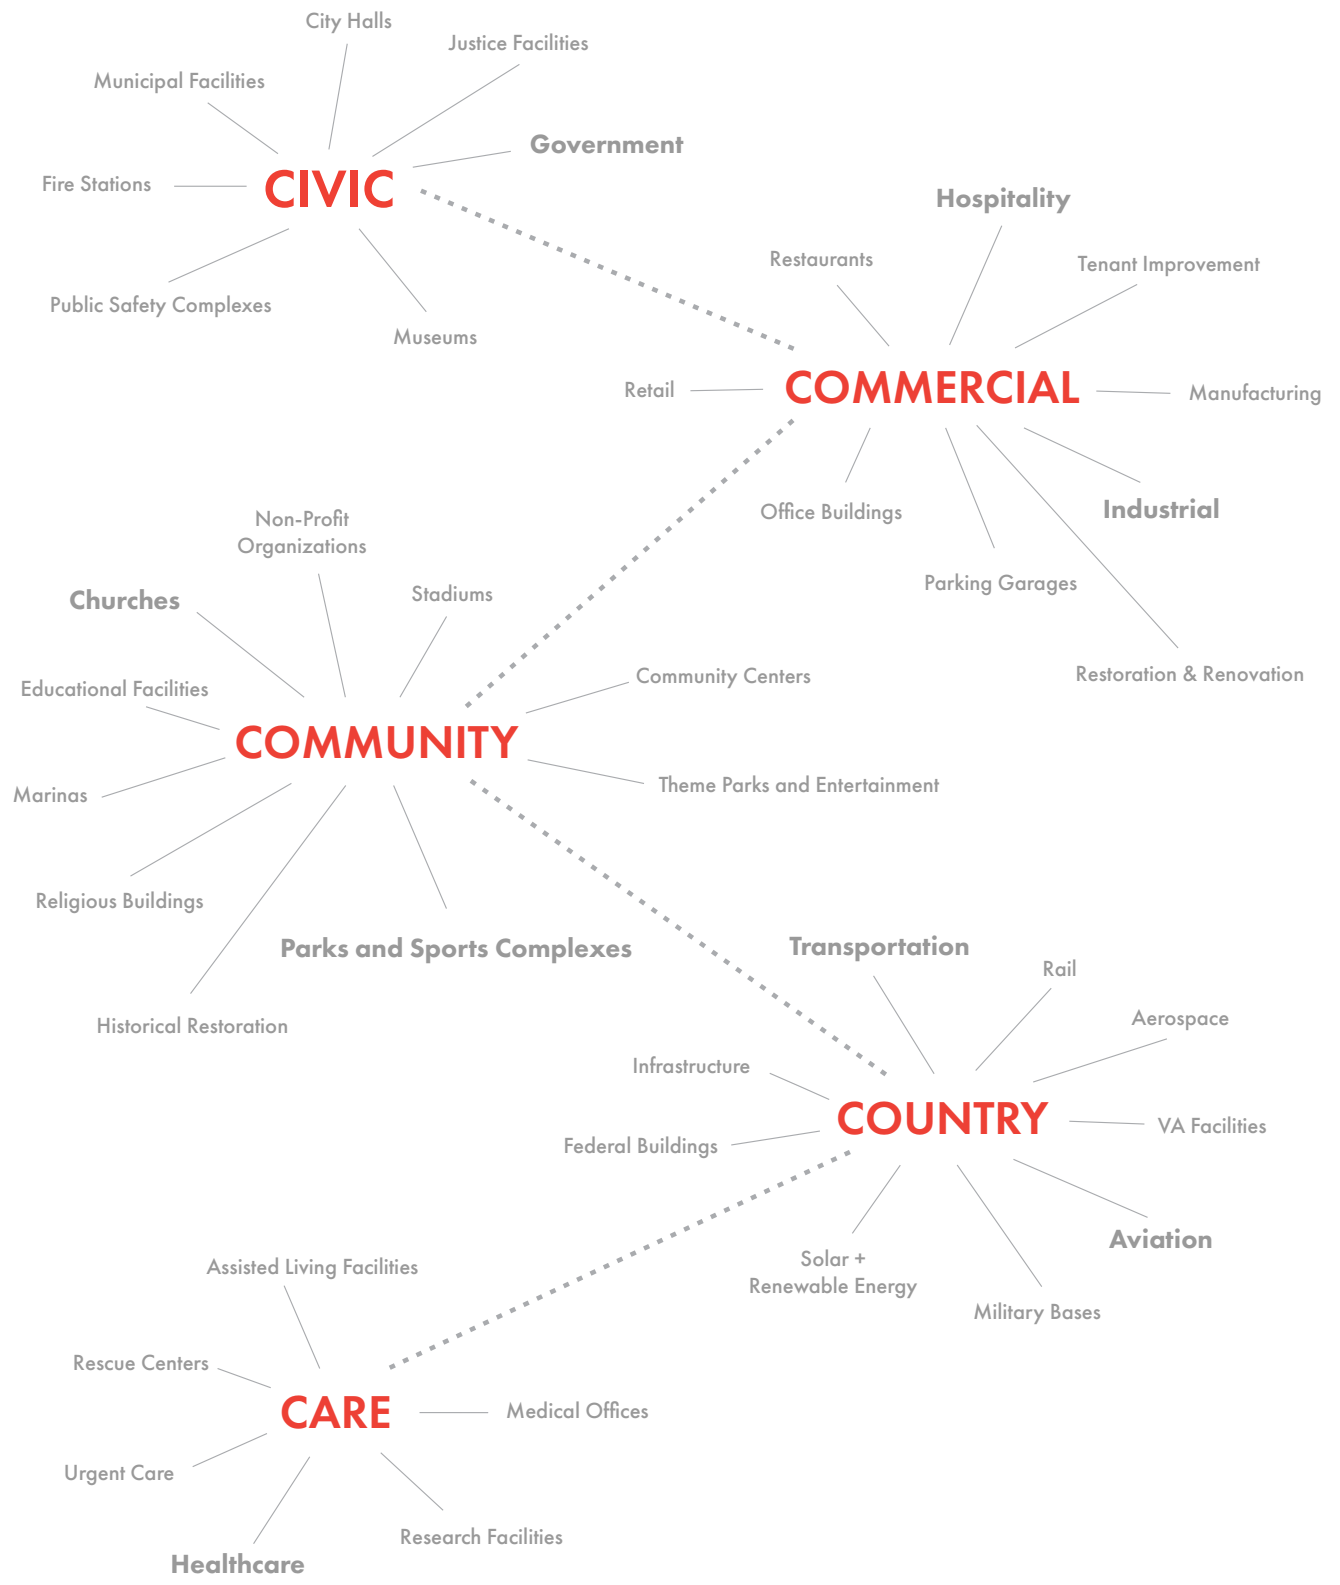 City Halls
Justice Facilities
Municipal Facilities
Government
Fire Stations
CIVIC
Public Safety Complexes
Museums
Hospitality
Restaurants
Tenant Improvement
Retail
COMMERCIAL
Manufacturing
Office Buildings
Industrial
Parking Garages
Restoration & Renovation
Non-Profit
Organizations
Churches
Stadiums
Educational Facilities
Community Centers
COMMUNITY
Marinas
Theme Parks and Entertainment
Religious Buildings
Parks and Sports Complexes
Historical Restoration
Transportation
Rail
Aerospace
Infrastructure
COUNTRY
VA Facilities
Federal Buildings
Aviation
Solar +
Renewable Energy
Military Bases
Assisted Living Facilities
Rescue Centers
CARE
Medical Offices
Urgent Care
Research Facilities
Healthcare